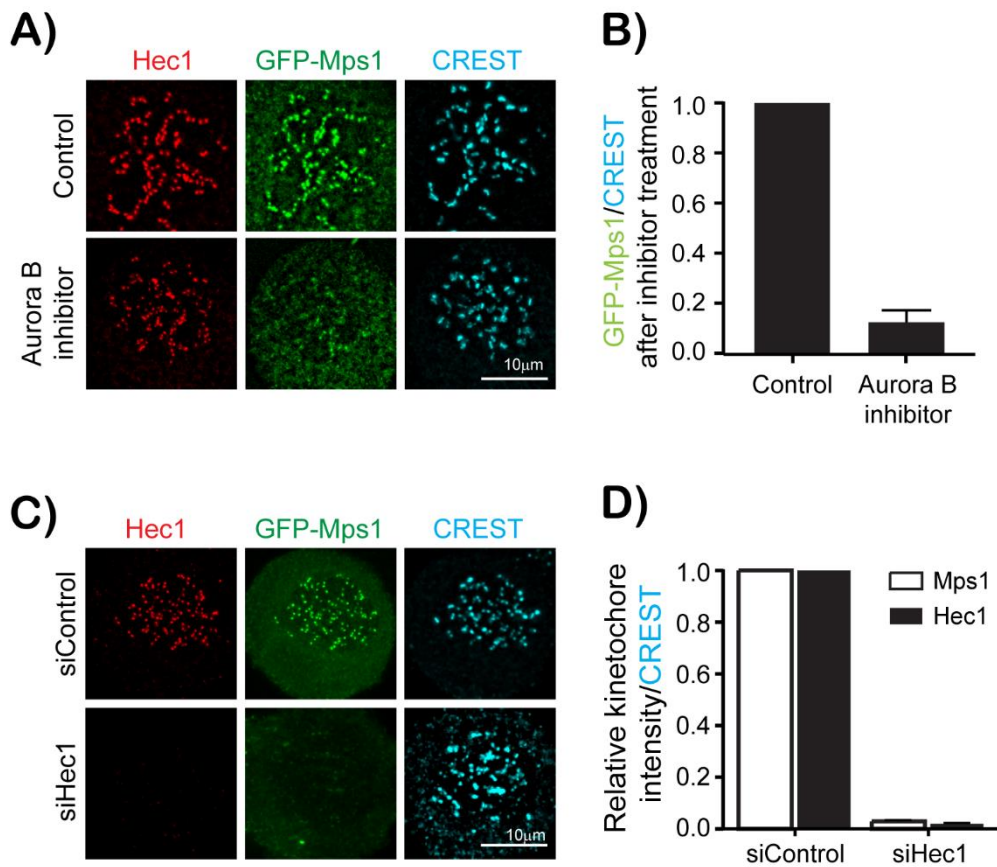 A)
Hec1
GFP-Mps1
CREST
Control
Aurora B
inhibitor
10μm
B)
GFP-Mps1/CREST
after inhibitor treatment
1.0
0.8
0.6
0.4
0.2
0.0
Control
Aurora B
inhibitor
C)
Hec1
GFP-Mps1
CREST
siControl
siHec1
10μm
D)
Relative kinetochore
intensity/CREST
1.0
0.8
0.6
0.4
0.2
0.0
Mps1
Hec1
siControl
siHec1